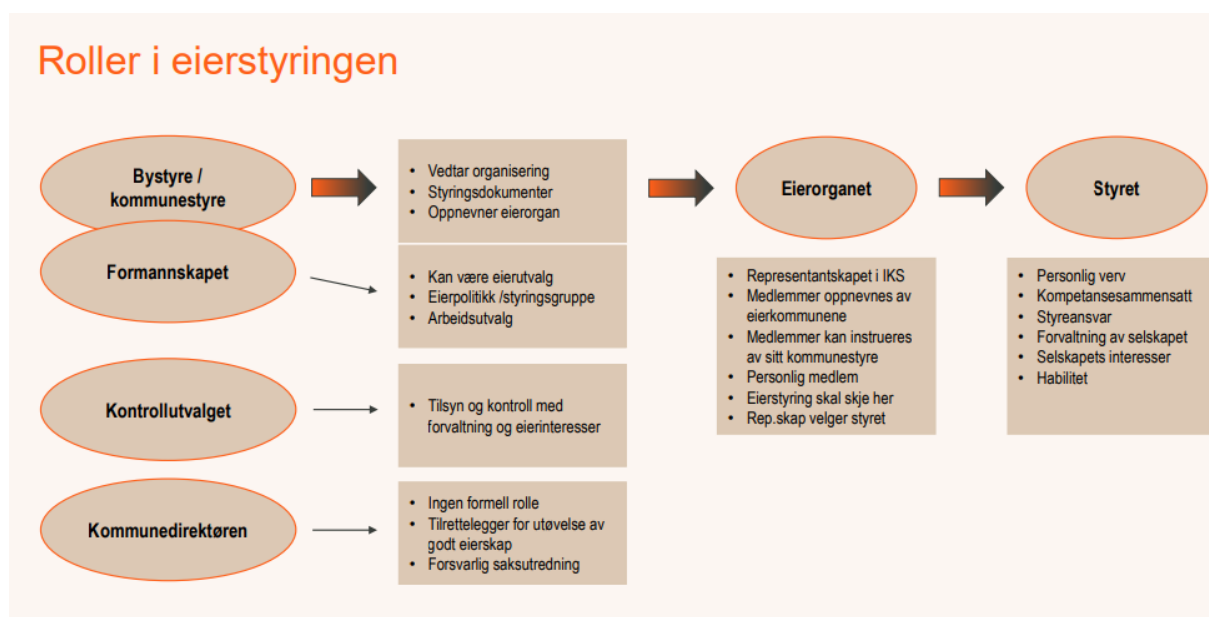 Roller i eierstyringen
Bystyre /
kommunestyre
• Vedtar organisering
• Styringsdokumenter
• Oppnevner eierorgan
Eierorganet
Styret
Formannskapet
• Kan være eierutvalg
• Eierpolitikk /styringsgruppe
• Arbeidsutvalg
• Representantskapet i IKS
• Medlemmer oppnevnes av
eierkommunene
• Medlemmer kan instrueres
av sitt kommunestyre
• Personlig medlem
• Eierstyring skal skje her
• Rep.skap velger styret
• Personlig verv
• Kompetansesammensatt
• Styreansvar
• Forvaltning av selskapet
• Selskapets interesser
• Habilitet
Kontrollutvalget
• Tilsyn og kontroll med
forvaltning og eierinteresser
Kommunedirektøren
• Ingen formell rolle
• Tilrettelegger for utøvelse av
godt eierskap
• Forsvarlig saksutredning